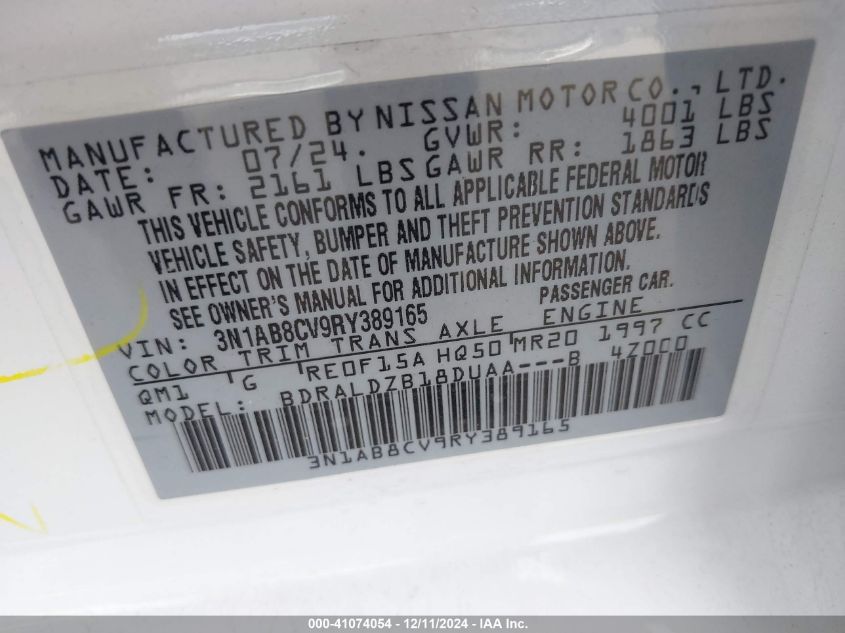 MANUFACTURED BY NISSAN MOTOR CO., LTD.
DATE: 07/24. GVWR: 4001 LBS
GAWR FR: 2161 LBS GAWR RR: 1863 LBS
THIS VEHICLE CONFORMS TO ALL APPLICABLE FEDERAL MOTOR
VEHICLE SAFETY, BUMPER AND THEFT PREVENTION STANDARDS
IN EFFECT ON THE DATE OF MANUFACTURE SHOWN ABOVE.
SEE OWNER'S MANUAL FOR ADDITIONAL INFORMATION.
VIN: 3N1AB8CV9RY389165 PASSENGER CAR.
COLOR TRIM TRANS AXLE ENGINE
QM1 G RE0F15A HQ50 MR20 1997 CC
MODEL: BDRALDZB18DUAA---B 4Z0C0
3N1AB8CV9RY389165
000-41074054 - 12/11/2024 - IAA Inc.